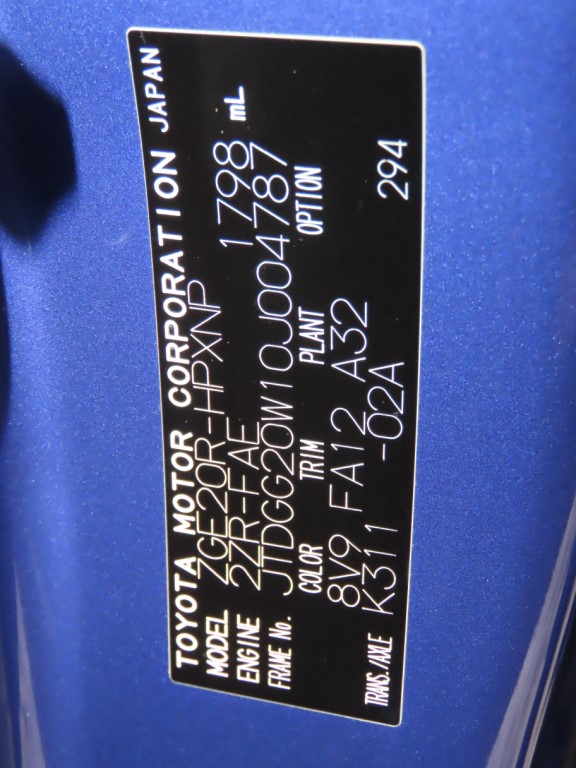 TOYOTA MOTOR CORPORATION JAPAN
MODEL ZGE20R-HPXNP
ENGINE 2ZR-FAE 1798 mL
FRAME No. JTDGG20W10J004787
COLOR TRIM PLANT OPTION
8V9 FA12 A32 294
TRANS./AXLE K311 -02A